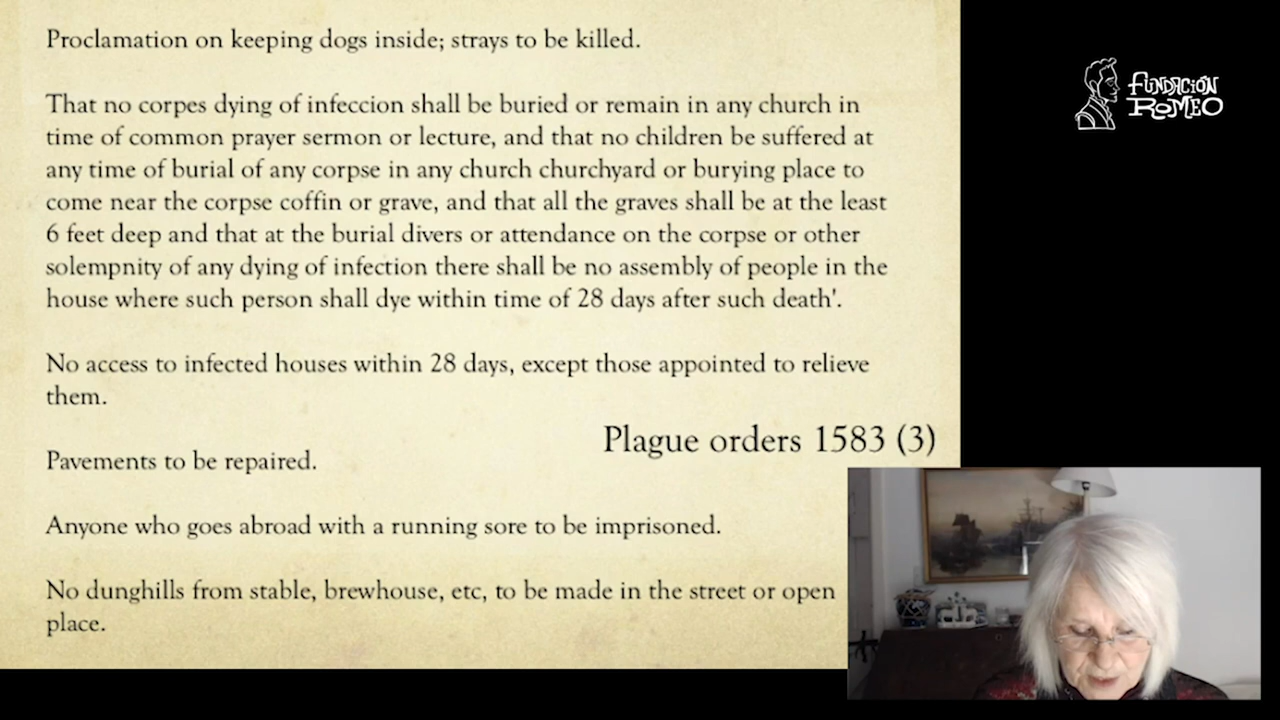 Proclamation on keeping dogs inside; strays to be killed.
That no corpes dying of infeccion shall be buried or remain in any church in
time of common prayer sermon or lecture, and that no children be suffered at
any time of burial of any corpse in any church churchyard or burying place to
come near the corpse coffin or grave, and that all the graves shall be at the least
6 feet deep and that at the burial divers or attendance on the corpse or other
solempnity of any dying of infection there shall be no assembly of people in the
house where such person shall dye within time of 28 days after such death'.
No access to infected houses within 28 days, except those appointed to relieve
them.
Plague orders 1583 (3)
Pavements to be repaired.
Anyone who goes abroad with a running sore to be imprisoned.
No dunghills from stable, brewhouse, etc, to be made in the street or open
place.
FUNDACIÓN
ROMEO